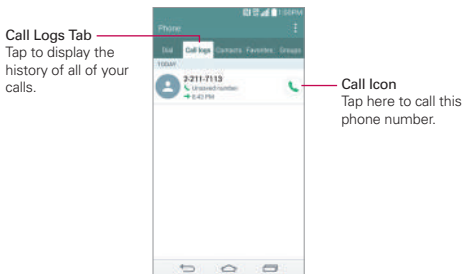 Call Logs Tab
Tap to display the
history of all of your
calls.
1:00PM
Phone
Dial Call logs Contacts Favorites Groups
TODAY
2-211-7113
Unsaved number
8:43 PM
Call Icon
Tap here to call this
phone number.